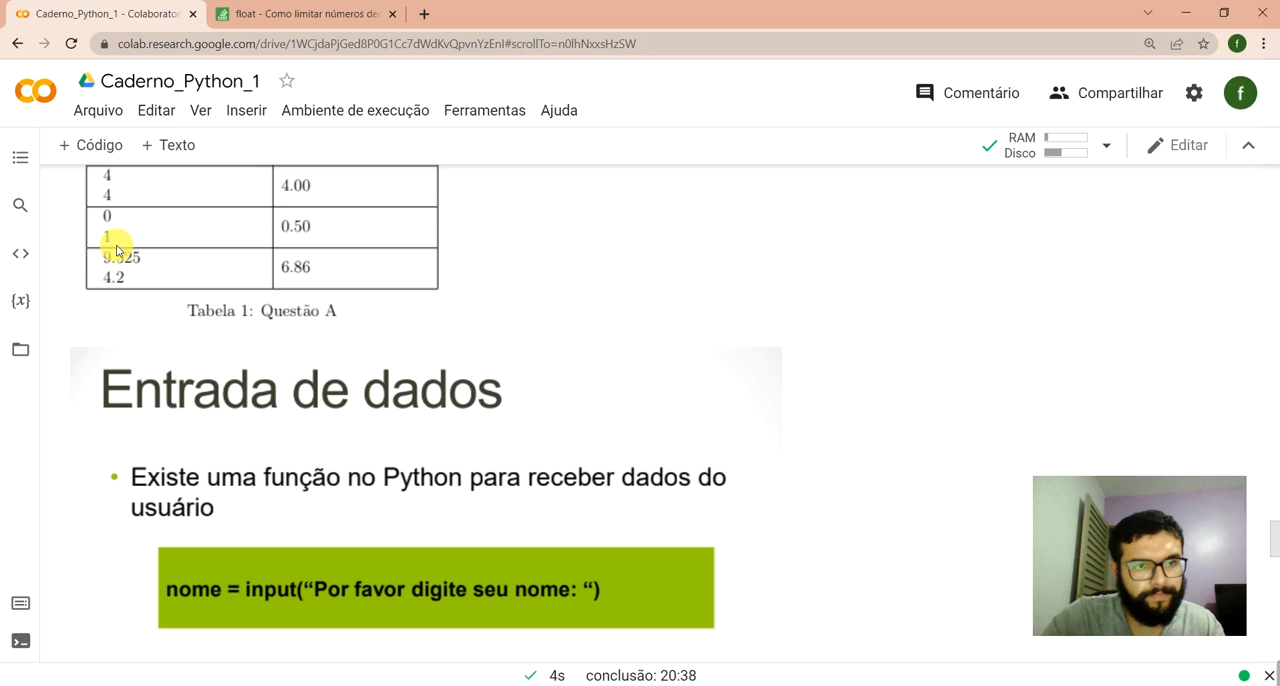 Caderno_Python_1 - Colaborator
float - Como limitar números de
colab.research.google.com/drive/1WCjdaPjGed8P0G1Cc7dWdKvQpvnYzEnI#scrollTo=n0lhNxxsHzSW
f
CO
Caderno_Python_1
Comentário
Compartilhar
f
Arquivo Editar Ver Inserir Ambiente de execução Ferramentas Ajuda
+ Código + Texto
RAM
Disco
Editar
4
4
4.00
0
1
0.50
4.2
6.86
Tabela 1: Questão A
{x}
Entrada de dados
• Existe uma função no Python para receber dados do
usuário
nome = input(“Por favor digite seu nome: “)
4s conclusão: 20:38